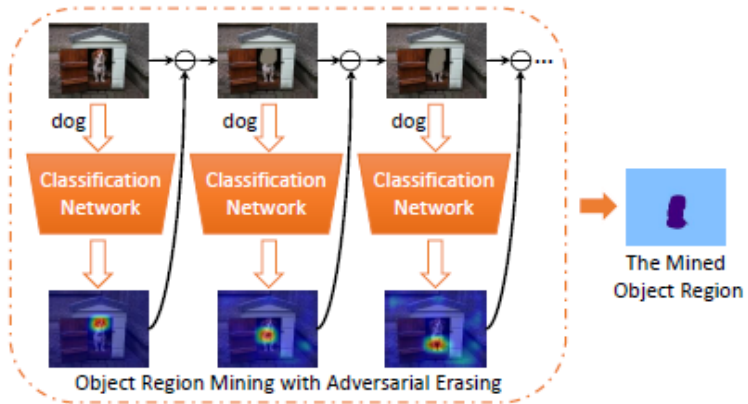 dog
dog
dog
Classification
Network
Classification
Network
Classification
Network
...
The Mined
Object Region
Object Region Mining with Adversarial Erasing